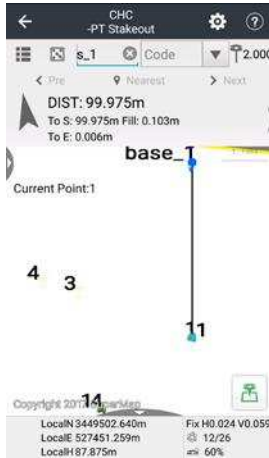 CHC
-PT Stakeout
s_1 Code 2.000
Pre Nearest Next
DIST: 99.975m
To S: 99.975m Fill: 0.103m
To E: 0.006m
base_1
Current Point:1
4
3
11
14
Copyright 2017
LocalN 3449502.640m Fix H0.024 V0.059
LocalE 527451.259m 12/26
LocalH 87.875m 60%